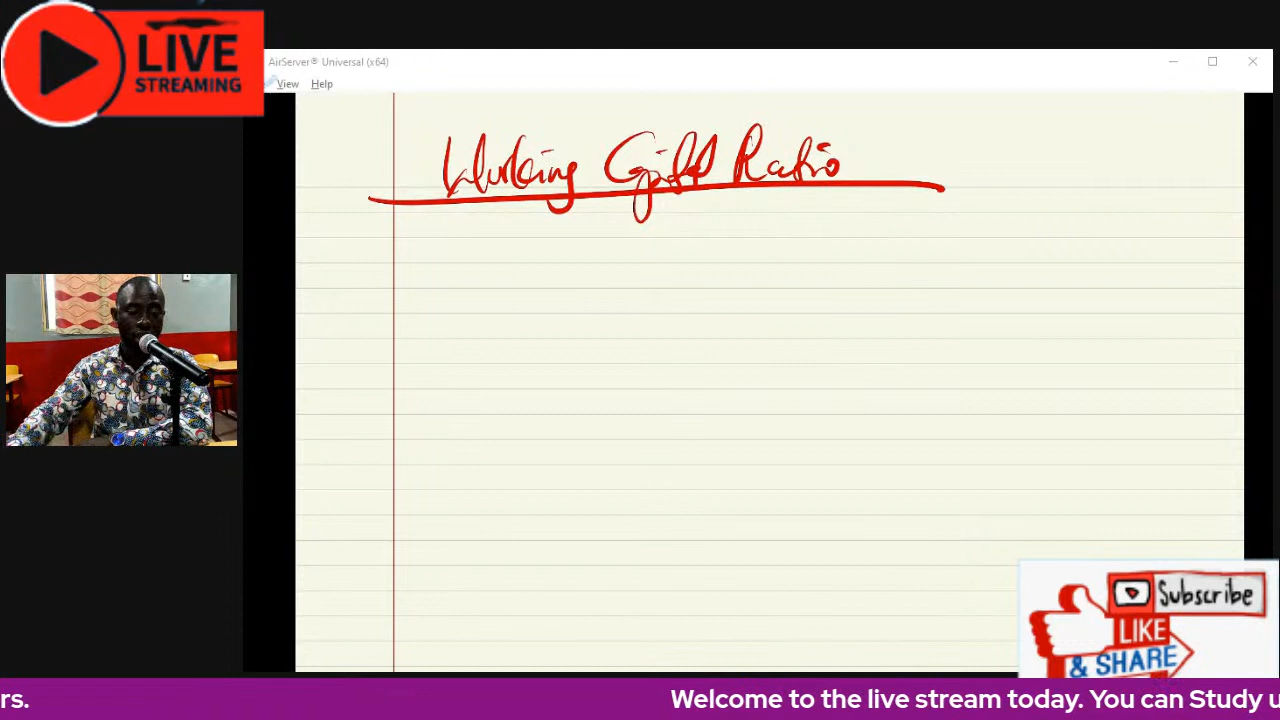 LIVE
STREAMING
AirServer® Universal (x64)
View Help
Working Capital Ratio
Subscribe
LIKE
& SHARE
rs. Welcome to the live stream today. You can Study u